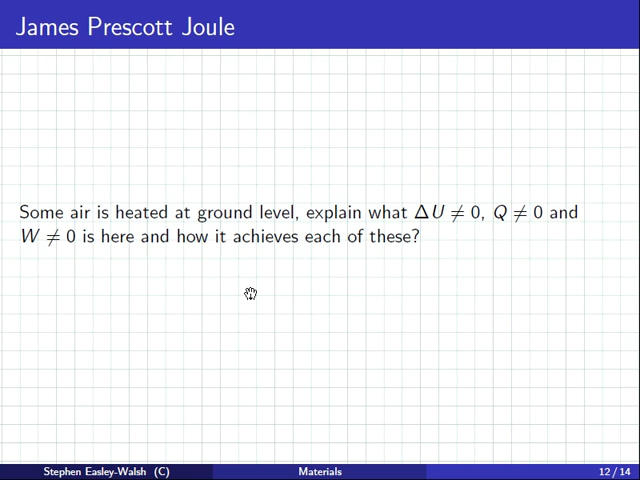 James Prescott Joule
Some air is heated at ground level, explain what ΔU ≠ 0, Q ≠ 0 and
W ≠ 0 is here and how it achieves each of these?
Stephen Easley-Walsh (C) Materials 12 / 14